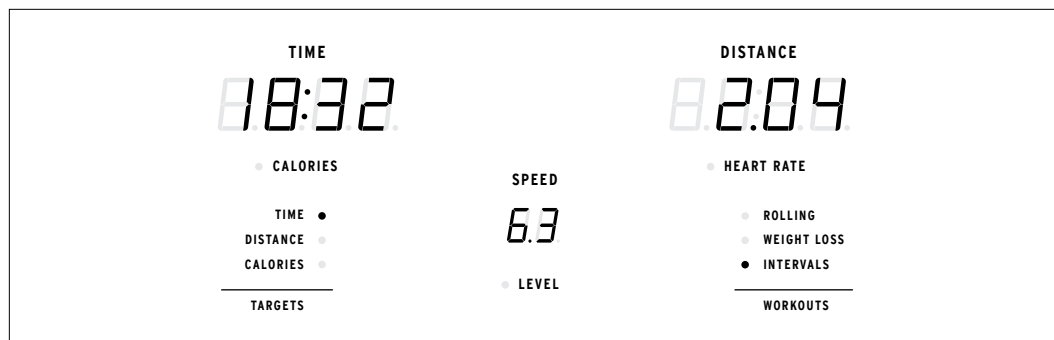 TIME
18:32
CALORIES
TIME
DISTANCE
CALORIES
TARGETS
SPEED
6.3
LEVEL
DISTANCE
2.04
HEART RATE
ROLLING
WEIGHT LOSS
INTERVALS
WORKOUTS